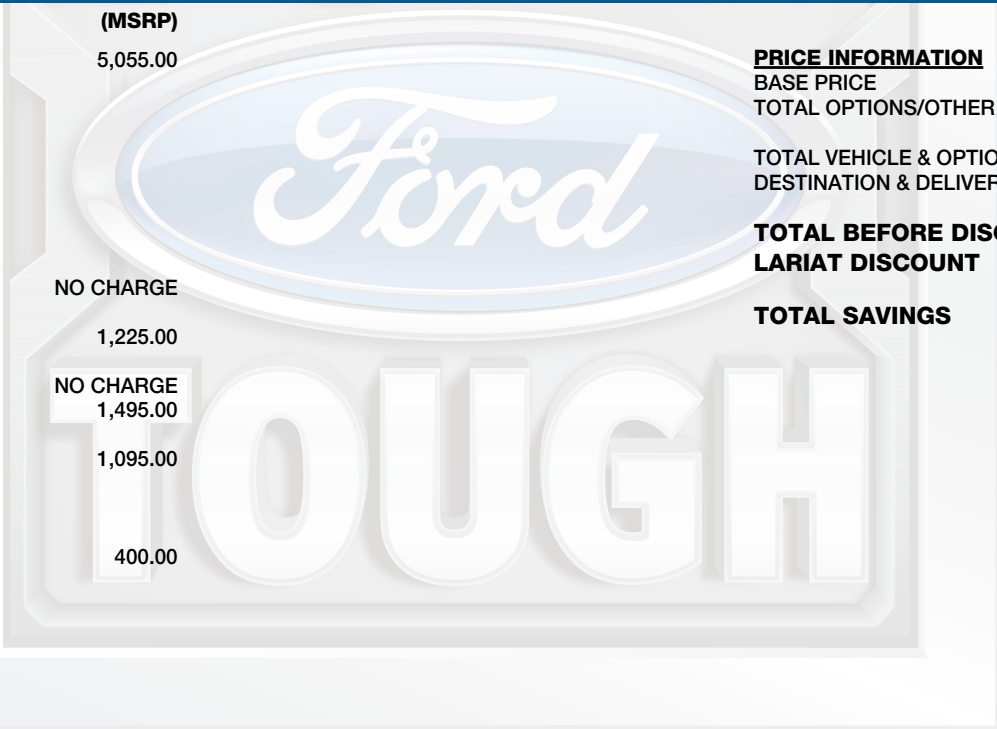 (MSRP)
5,055.00
NO CHARGE
1,225.00
NO CHARGE
1,495.00
1,095.00
400.00
PRICE INFORMATION
BASE PRICE
TOTAL OPTIONS/OTHER
TOTAL VEHICLE & OPTIO
DESTINATION & DELIVER
TOTAL BEFORE DISC
LARIAT DISCOUNT
TOTAL SAVINGS
Ford
TOUGH